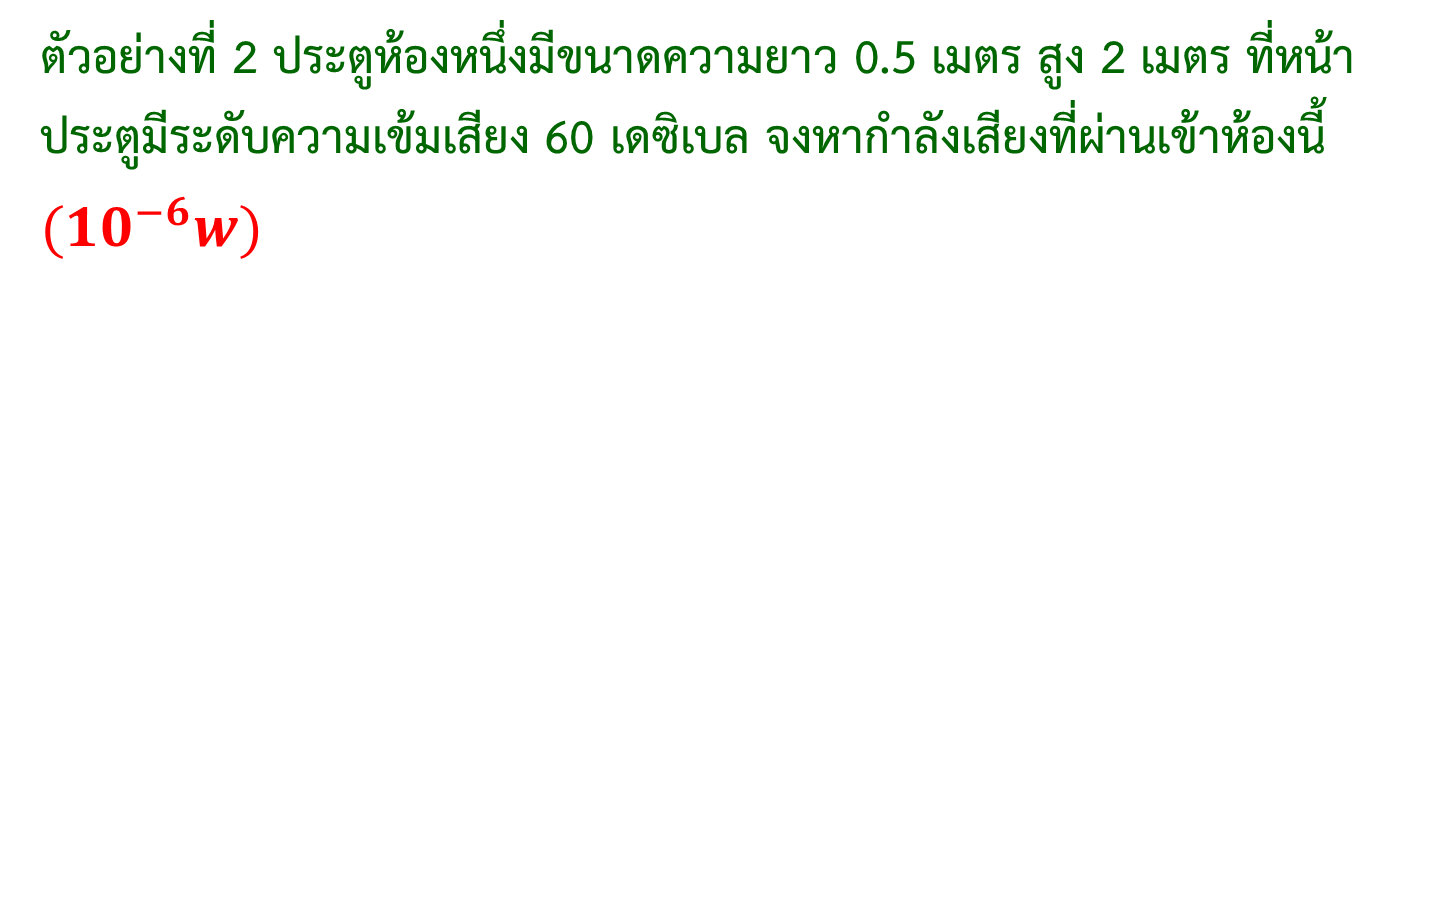 ตัวอย่างที่ 2 ประตูห้องหนึ่งมีขนาดความยาว 0.5 เมตร สูง 2 เมตร ที่หน้า
ประตูมีระดับความเข้มเสียง 60 เดซิเบล จงหากำลังเสียงที่ผ่านเข้าห้องนี้
(10⁻⁶w)